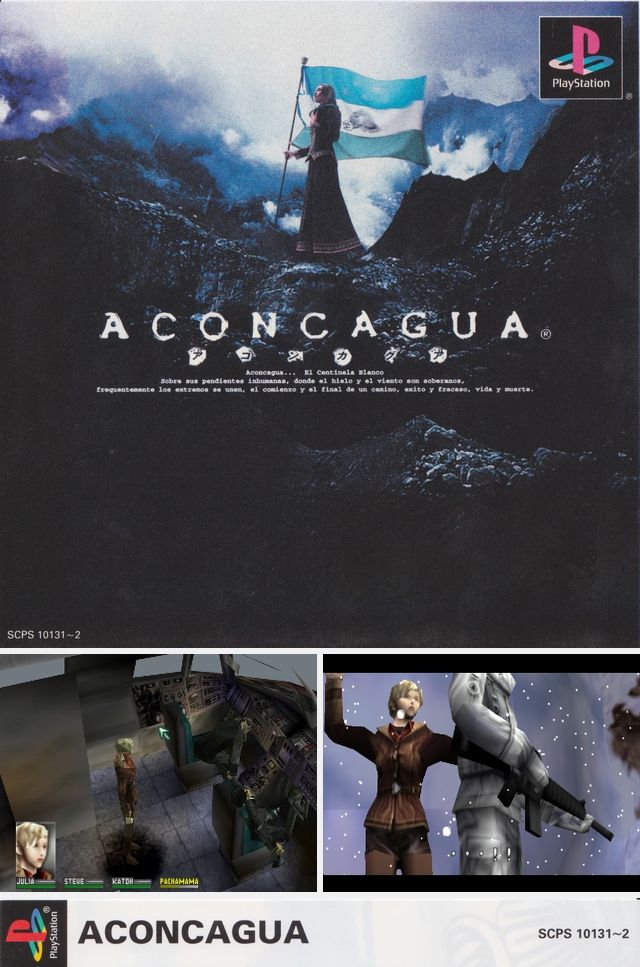 PlayStation
®
ACONCAGUA®
アコンカグア
Aconcagua... El Centinela Blanco
Sobre sus pendientes inhumanas, donde el hielo y el viento son soberanos,
frequentemente los extremos se unen, el comienzo y el final de un camino, exito y fracaso, vida y muerte.
SCPS 10131~2
JULIA STEVE KATOH PACHAMAMA
!!
PlayStation
®
ACONCAGUA
SCPS 10131~2